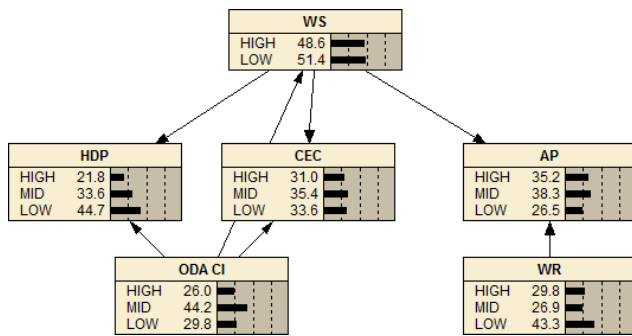 WS
HIGH 48.6
LOW 51.4
HDP
HIGH 21.8
MID 33.6
LOW 44.7
CEC
HIGH 31.0
MID 35.4
LOW 33.6
AP
HIGH 35.2
MID 38.3
LOW 26.5
ODA CI
HIGH 26.0
MID 44.2
LOW 29.8
WR
HIGH 29.8
MID 26.9
LOW 43.3